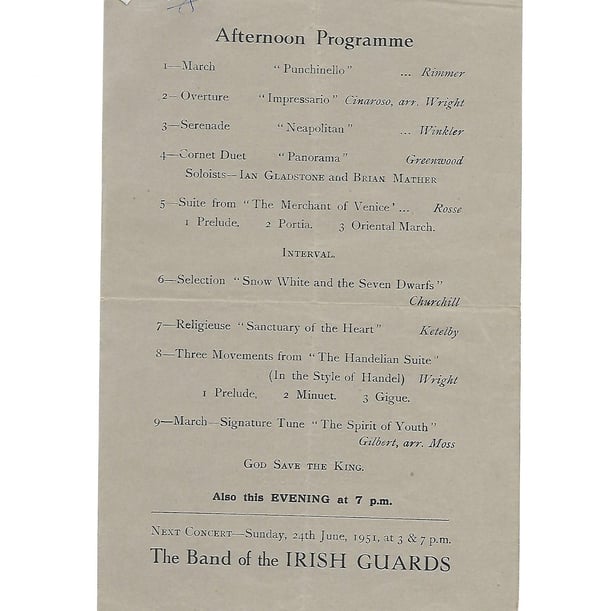 Afternoon Programme
1—March "Punchinello" ... Rimmer
2—Overture "Impressario" Cinaroso, arr. Wright
3—Serenade "Neapolitan" ... Winkler
4—Cornet Duet "Panorama" Greenwood
Soloists—IAN GLADSTONE and BRIAN MATHER
5—Suite from "The Merchant of Venice' ... Rosse
1 Prelude. 2 Portia. 3 Oriental March.
INTERVAL.
6—Selection "Snow White and the Seven Dwarfs"
Churchill
7—Religieuse "Sanctuary of the Heart" Ketelby
8—Three Movements from "The Handelian Suite"
(In the Style of Handel) Wright
1 Prelude. 2 Minuet. 3 Gigue.
9—March—Signature Tune "The Spirit of Youth"
Gilbert, arr. Moss
GOD SAVE THE KING.
Also this EVENING at 7 p.m.
NEXT CONCERT—Sunday, 24th June, 1951, at 3 & 7 p.m.
The Band of the IRISH GUARDS